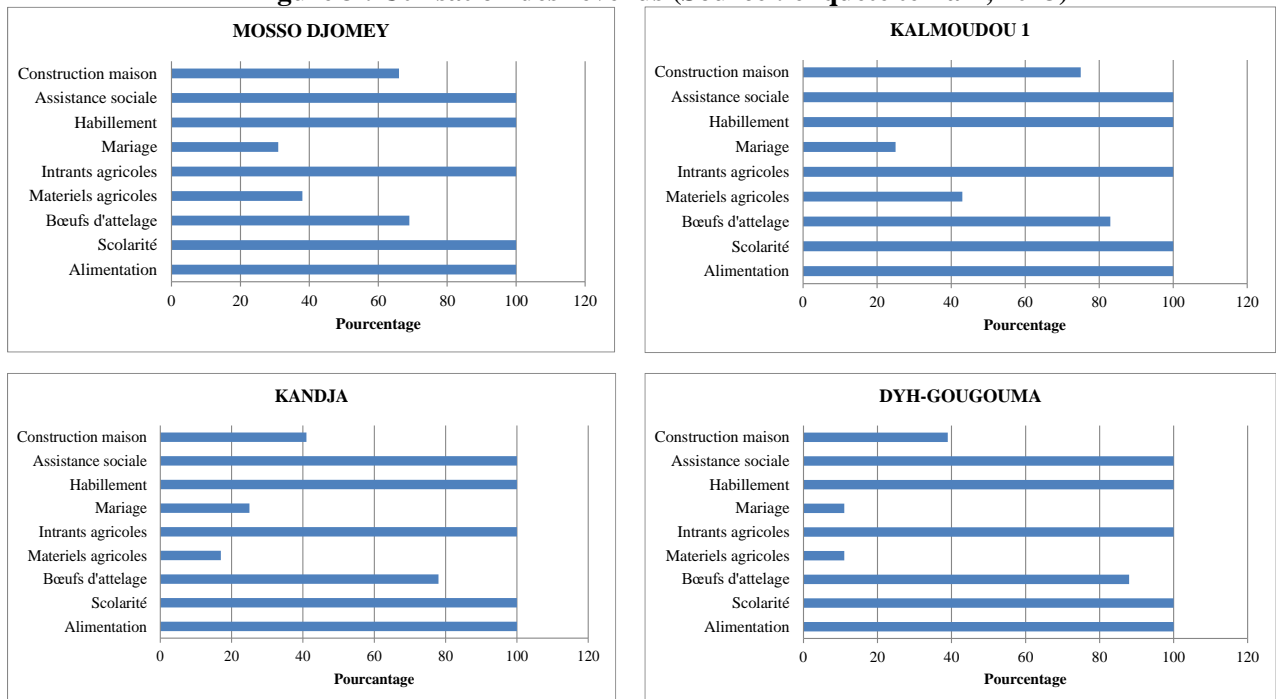 MOSSO DJOMEY
Construction maison
Assistance sociale
Habillement
Mariage
Intrants agricoles
Materiels agricoles
Bœufs d'attelage
Scolarité
Alimentation
0 20 40 60 80 100 120
Pourcentage
KALMOUDOU 1
Construction maison
Assistance sociale
Habillement
Mariage
Intrants agricoles
Materiels agricoles
Bœufs d'attelage
Scolarité
Alimentation
0 20 40 60 80 100 120
Pourcentage
KANDJA
Construction maison
Assistance sociale
Habillement
Mariage
Intrants agricoles
Materiels agricoles
Bœufs d'attelage
Scolarité
Alimentation
0 20 40 60 80 100 120
Pourcantage
DYH-GOUGOUMA
Construction maison
Assistance sociale
Habillement
Mariage
Intrants agricoles
Materiels agricoles
Bœufs d'attelage
Scolarité
Alimentation
0 20 40 60 80 100 120
Pourcentage